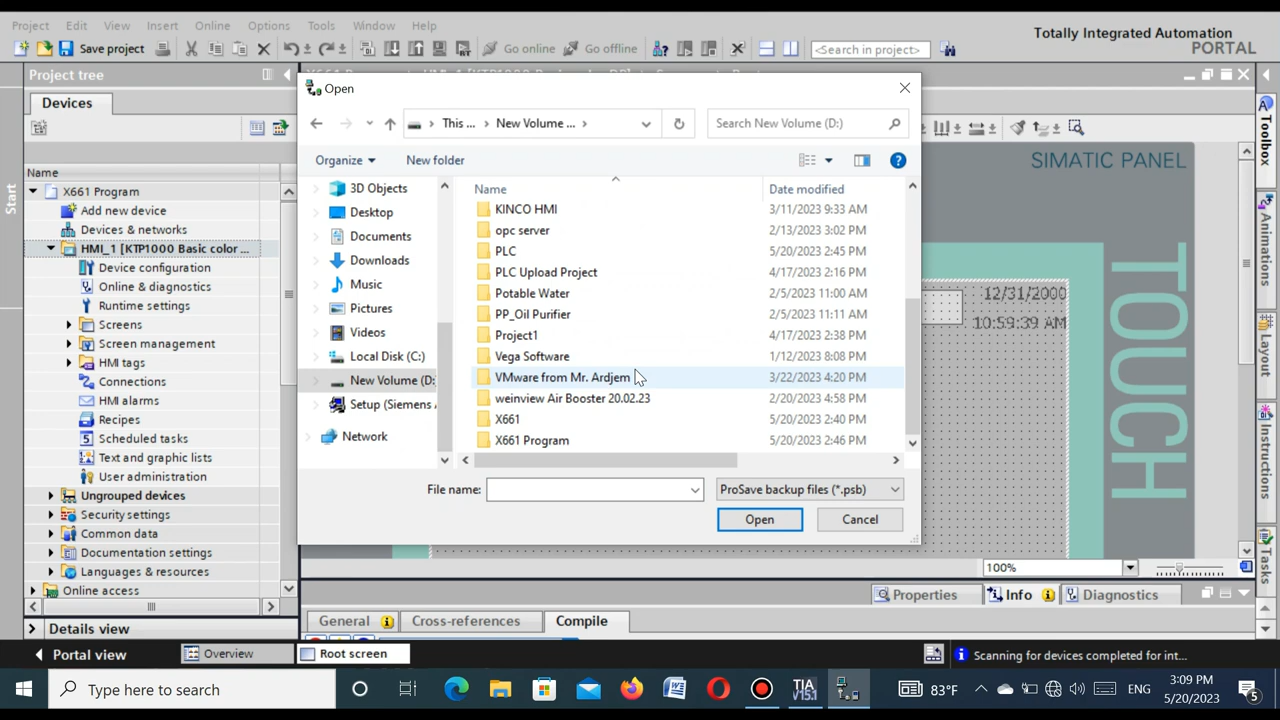 Project Edit View Insert Online Options Tools Window Help
Totally Integrated Automation
PORTAL
Save project
Go online
Go offline
<Search in project>
Project tree
Devices
Start
Name
X661 Program
Add new device
Devices & networks
HMI_1 [KTP1000 Basic color ...
Device configuration
Online & diagnostics
Runtime settings
Screens
Screen management
HMI tags
Connections
HMI alarms
Recipes
Scheduled tasks
Text and graphic lists
User administration
Ungrouped devices
Security settings
Common data
Documentation settings
Languages & resources
Online access
Details view
Open
This ...
New Volume ...
Search New Volume (D:)
Organize
New folder
3D Objects
Desktop
Documents
Downloads
Music
Pictures
Videos
Local Disk (C:)
New Volume (D:
Setup (Siemens
Network
Name Date modified
KINCO HMI 3/11/2023 9:33 AM
opc server 2/13/2023 3:02 PM
PLC 5/20/2023 2:45 PM
PLC Upload Project 4/17/2023 2:16 PM
Potable Water 2/5/2023 11:00 AM
PP_Oil Purifier 2/5/2023 11:11 AM
Project1 4/17/2023 2:38 PM
Vega Software 1/12/2023 8:08 PM
VMware from Mr. Ardjem 3/22/2023 4:20 PM
weinview Air Booster 20.02.23 2/20/2023 4:58 PM
X661 5/20/2023 2:40 PM
X661 Program 5/20/2023 2:46 PM
File name:
ProSave backup files (*.psb)
Open
Cancel
SIMATIC PANEL
TOUCH
12/31/2000
10:59:39 AM
Toolbox
Animations
Layout
Instructions
Tasks
100%
Properties
Info
Diagnostics
General
Cross-references
Compile
Portal view
Overview
Root screen
Scanning for devices completed for int...
Type here to search
TIA
V15.1
83°F
ENG
3:09 PM
5/20/2023
5